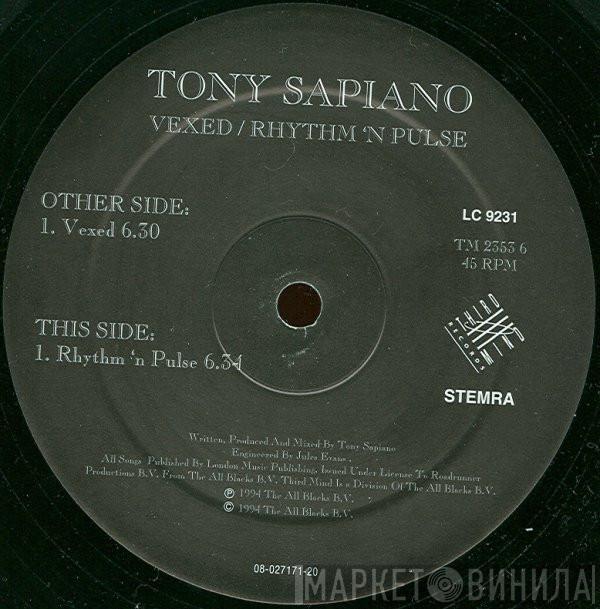 TONY SAPIANO
VEXED / RHYTHM 'N PULSE
OTHER SIDE:
1. Vexed 6.30
LC 9231
TM 2353 6
45 RPM
THIRD MIND
RECORDS
THIS SIDE:
1. Rhythm 'n Pulse 6.34
STEMRA
Written, Produced And Mixed By Tony Sapiano
Engineered By Jules Evans .
All Songs Published By London Music Publishing, Issued Under License To Roadrunner
Productions B.V. From The All Blacks B.V. Third Mind Is a Division Of The All Blacks B.V.
℗ 1994 The All Blacks B.V.
© 1994 The All Blacks B.V.
08-027171-20
МАРКЕТ ВИНИЛА